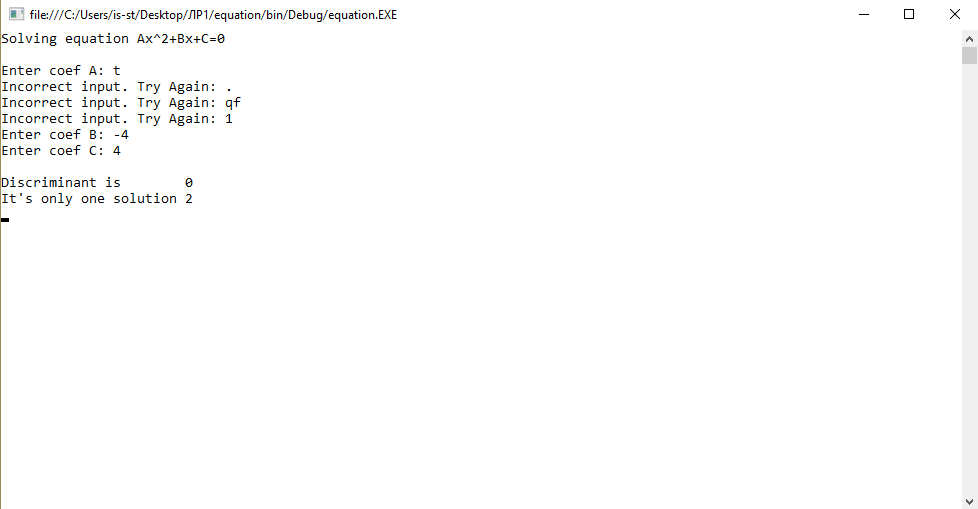 file:///C:/Users/is-st/Desktop/ЛР1/equation/bin/Debug/equation.EXE
Solving equation Ax^2+Bx+C=0
Enter coef A: t
Incorrect input. Try Again: .
Incorrect input. Try Again: qf
Incorrect input. Try Again: 1
Enter coef B: -4
Enter coef C: 4
Discriminant is        0
It's only one solution 2